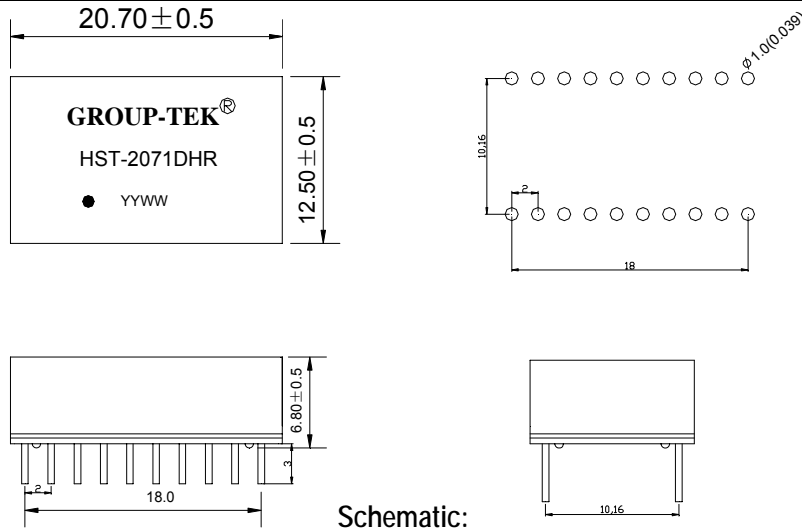 20.70±0.5
GROUP-TEK®
HST-2071DHR
YYWW
12.50±0.5
ϕ1.0(0.039)
10,16
2
18
6.80±0.5
3
2
18.0
10,16
Schematic: